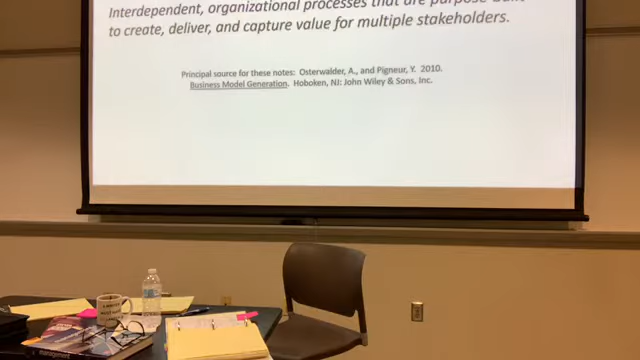 Interdependent, organizational processes that are purpose-built
to create, deliver, and capture value for multiple stakeholders.
Principal source for these notes: Osterwalder, A., and Pigneur, Y. 2010.
Business Model Generation. Hoboken, NJ: John Wiley & Sons, Inc.